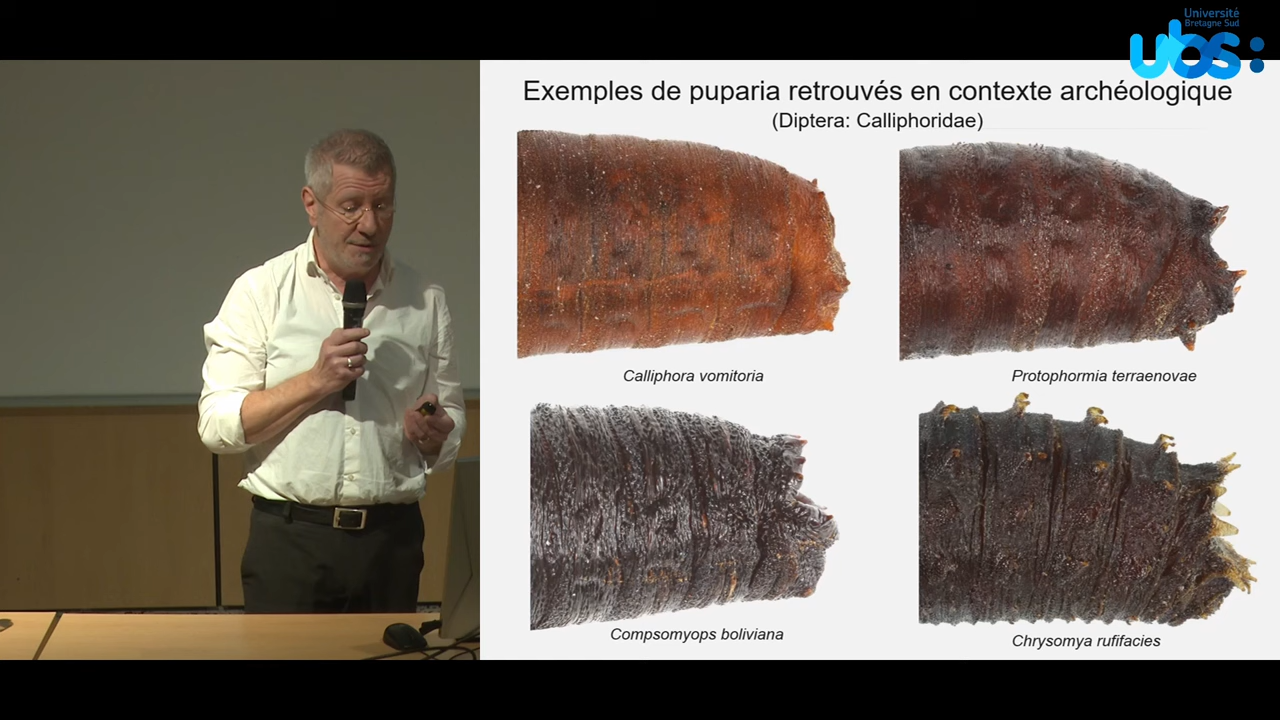 Université
Bretagne Sud
ubs:
Exemples de puparia retrouvés en contexte archéologique
(Diptera: Calliphoridae)
Calliphora vomitoria
Protophormia terraenovae
Compsomyops boliviana
Chrysomya rufifacies